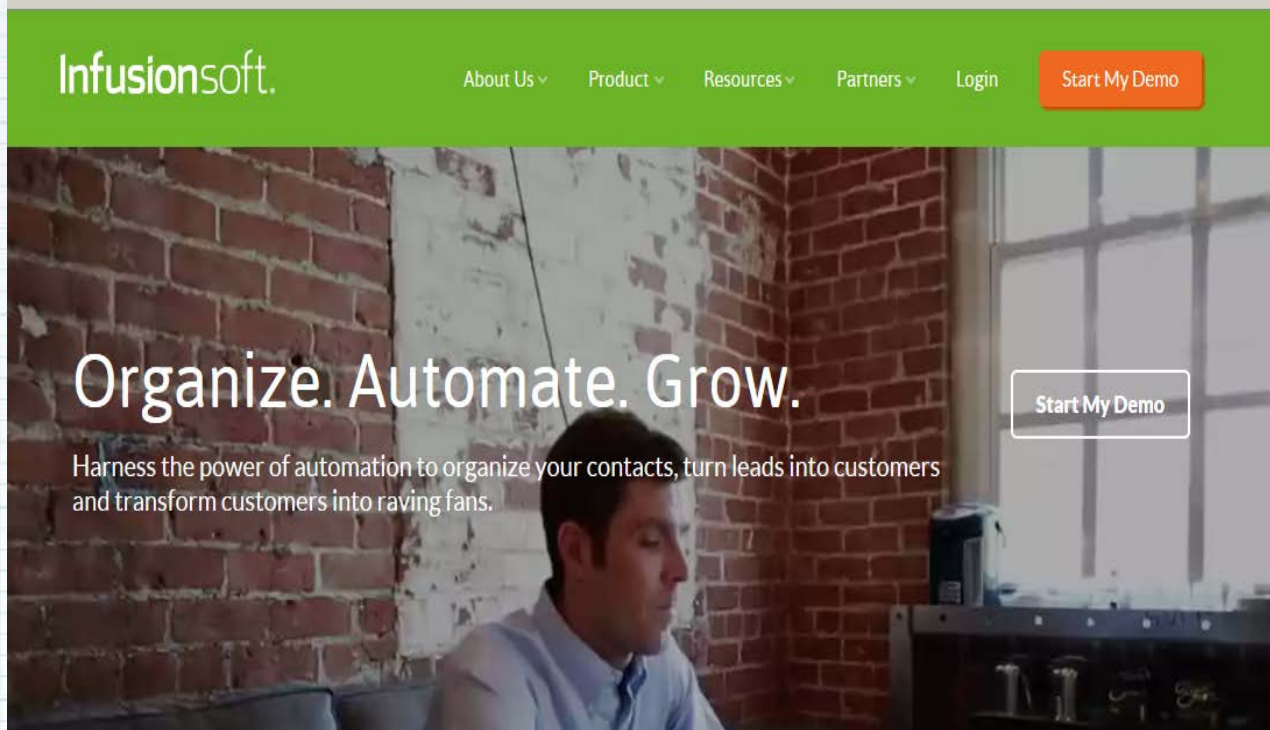 Infusionsoft.
About Us
Product
Resources
Partners
Login
Start My Demo
Organize. Automate. Grow.
Start My Demo
Harness the power of automation to organize your contacts, turn leads into customers
and transform customers into raving fans.